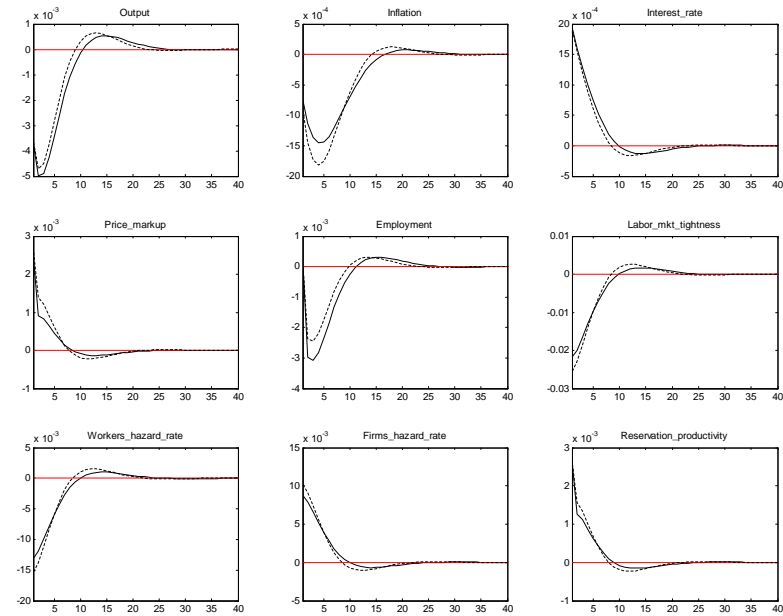 Output
x 10⁻³
1
0
-1
-2
-3
-4
-5
5 10 15 20 25 30 35 40
Inflation
x 10⁻⁴
5
0
-5
-10
-15
-20
5 10 15 20 25 30 35 40
Interest_rate
x 10⁻⁴
20
15
10
5
0
-5
5 10 15 20 25 30 35 40
Price_markup
x 10⁻³
3
2
1
0
-1
5 10 15 20 25 30 35 40
Employment
x 10⁻³
1
0
-1
-2
-3
-4
5 10 15 20 25 30 35 40
Labor_mkt_tightness
0.01
0
-0.01
-0.02
-0.03
5 10 15 20 25 30 35 40
Workers_hazard_rate
x 10⁻³
5
0
-5
-10
-15
-20
5 10 15 20 25 30 35 40
Firms_hazard_rate
x 10⁻³
15
10
5
0
-5
5 10 15 20 25 30 35 40
Reservation_productivity
x 10⁻³
3
2
1
0
-1
5 10 15 20 25 30 35 40